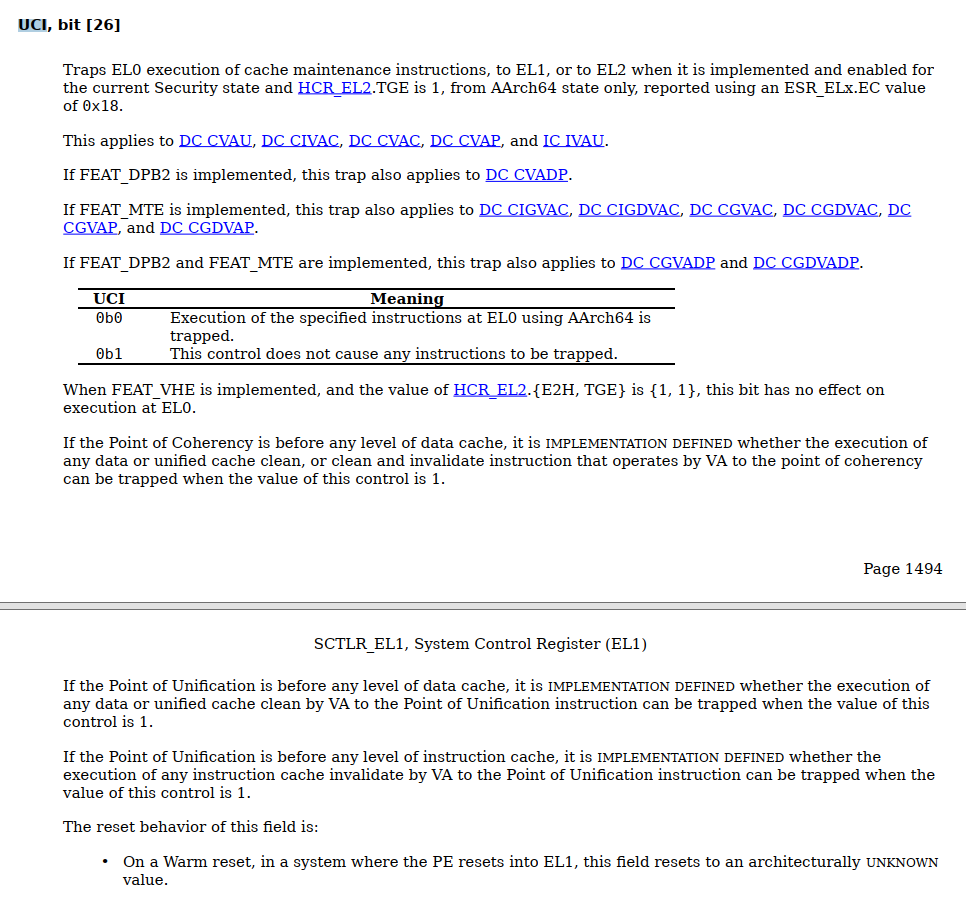 UCI, bit [26]
Traps EL0 execution of cache maintenance instructions, to EL1, or to EL2 when it is implemented and enabled for
the current Security state and HCR_EL2.TGE is 1, from AArch64 state only, reported using an ESR_ELx.EC value
of 0x18.
This applies to DC CVAU, DC CIVAC, DC CVAC, DC CVAP, and IC IVAU.
If FEAT_DPB2 is implemented, this trap also applies to DC CVADP.
If FEAT_MTE is implemented, this trap also applies to DC CIGVAC, DC CIGDVAC, DC CGVAC, DC CGDVAC, DC
CGVAP, and DC CGDVAP.
If FEAT_DPB2 and FEAT_MTE are implemented, this trap also applies to DC CGVADP and DC CGDVADP.
UCI Meaning
0b0 Execution of the specified instructions at EL0 using AArch64 is
trapped.
0b1 This control does not cause any instructions to be trapped.
When FEAT_VHE is implemented, and the value of HCR_EL2.{E2H, TGE} is {1, 1}, this bit has no effect on
execution at EL0.
If the Point of Coherency is before any level of data cache, it is IMPLEMENTATION DEFINED whether the execution of
any data or unified cache clean, or clean and invalidate instruction that operates by VA to the point of coherency
can be trapped when the value of this control is 1.
Page 1494
SCTLR_EL1, System Control Register (EL1)
If the Point of Unification is before any level of data cache, it is IMPLEMENTATION DEFINED whether the execution of
any data or unified cache clean by VA to the Point of Unification instruction can be trapped when the value of this
control is 1.
If the Point of Unification is before any level of instruction cache, it is IMPLEMENTATION DEFINED whether the
execution of any instruction cache invalidate by VA to the Point of Unification instruction can be trapped when the
value of this control is 1.
The reset behavior of this field is:
• On a Warm reset, in a system where the PE resets into EL1, this field resets to an architecturally UNKNOWN
value.